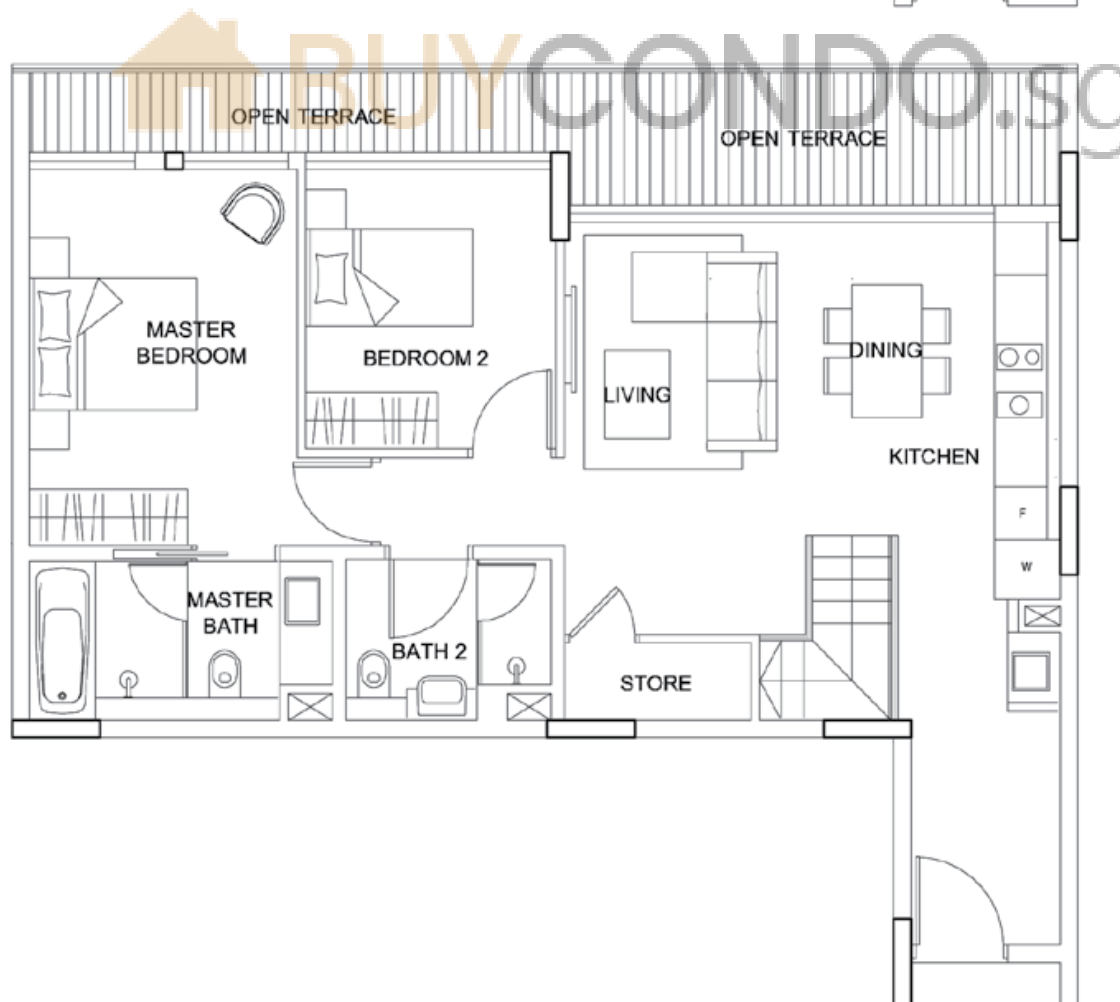 BUYCONDO.sg
OPEN TERRACE
OPEN TERRACE
MASTER
BEDROOM
BEDROOM 2
LIVING
DINING
KITCHEN
F
W
MASTER
BATH
BATH 2
STORE